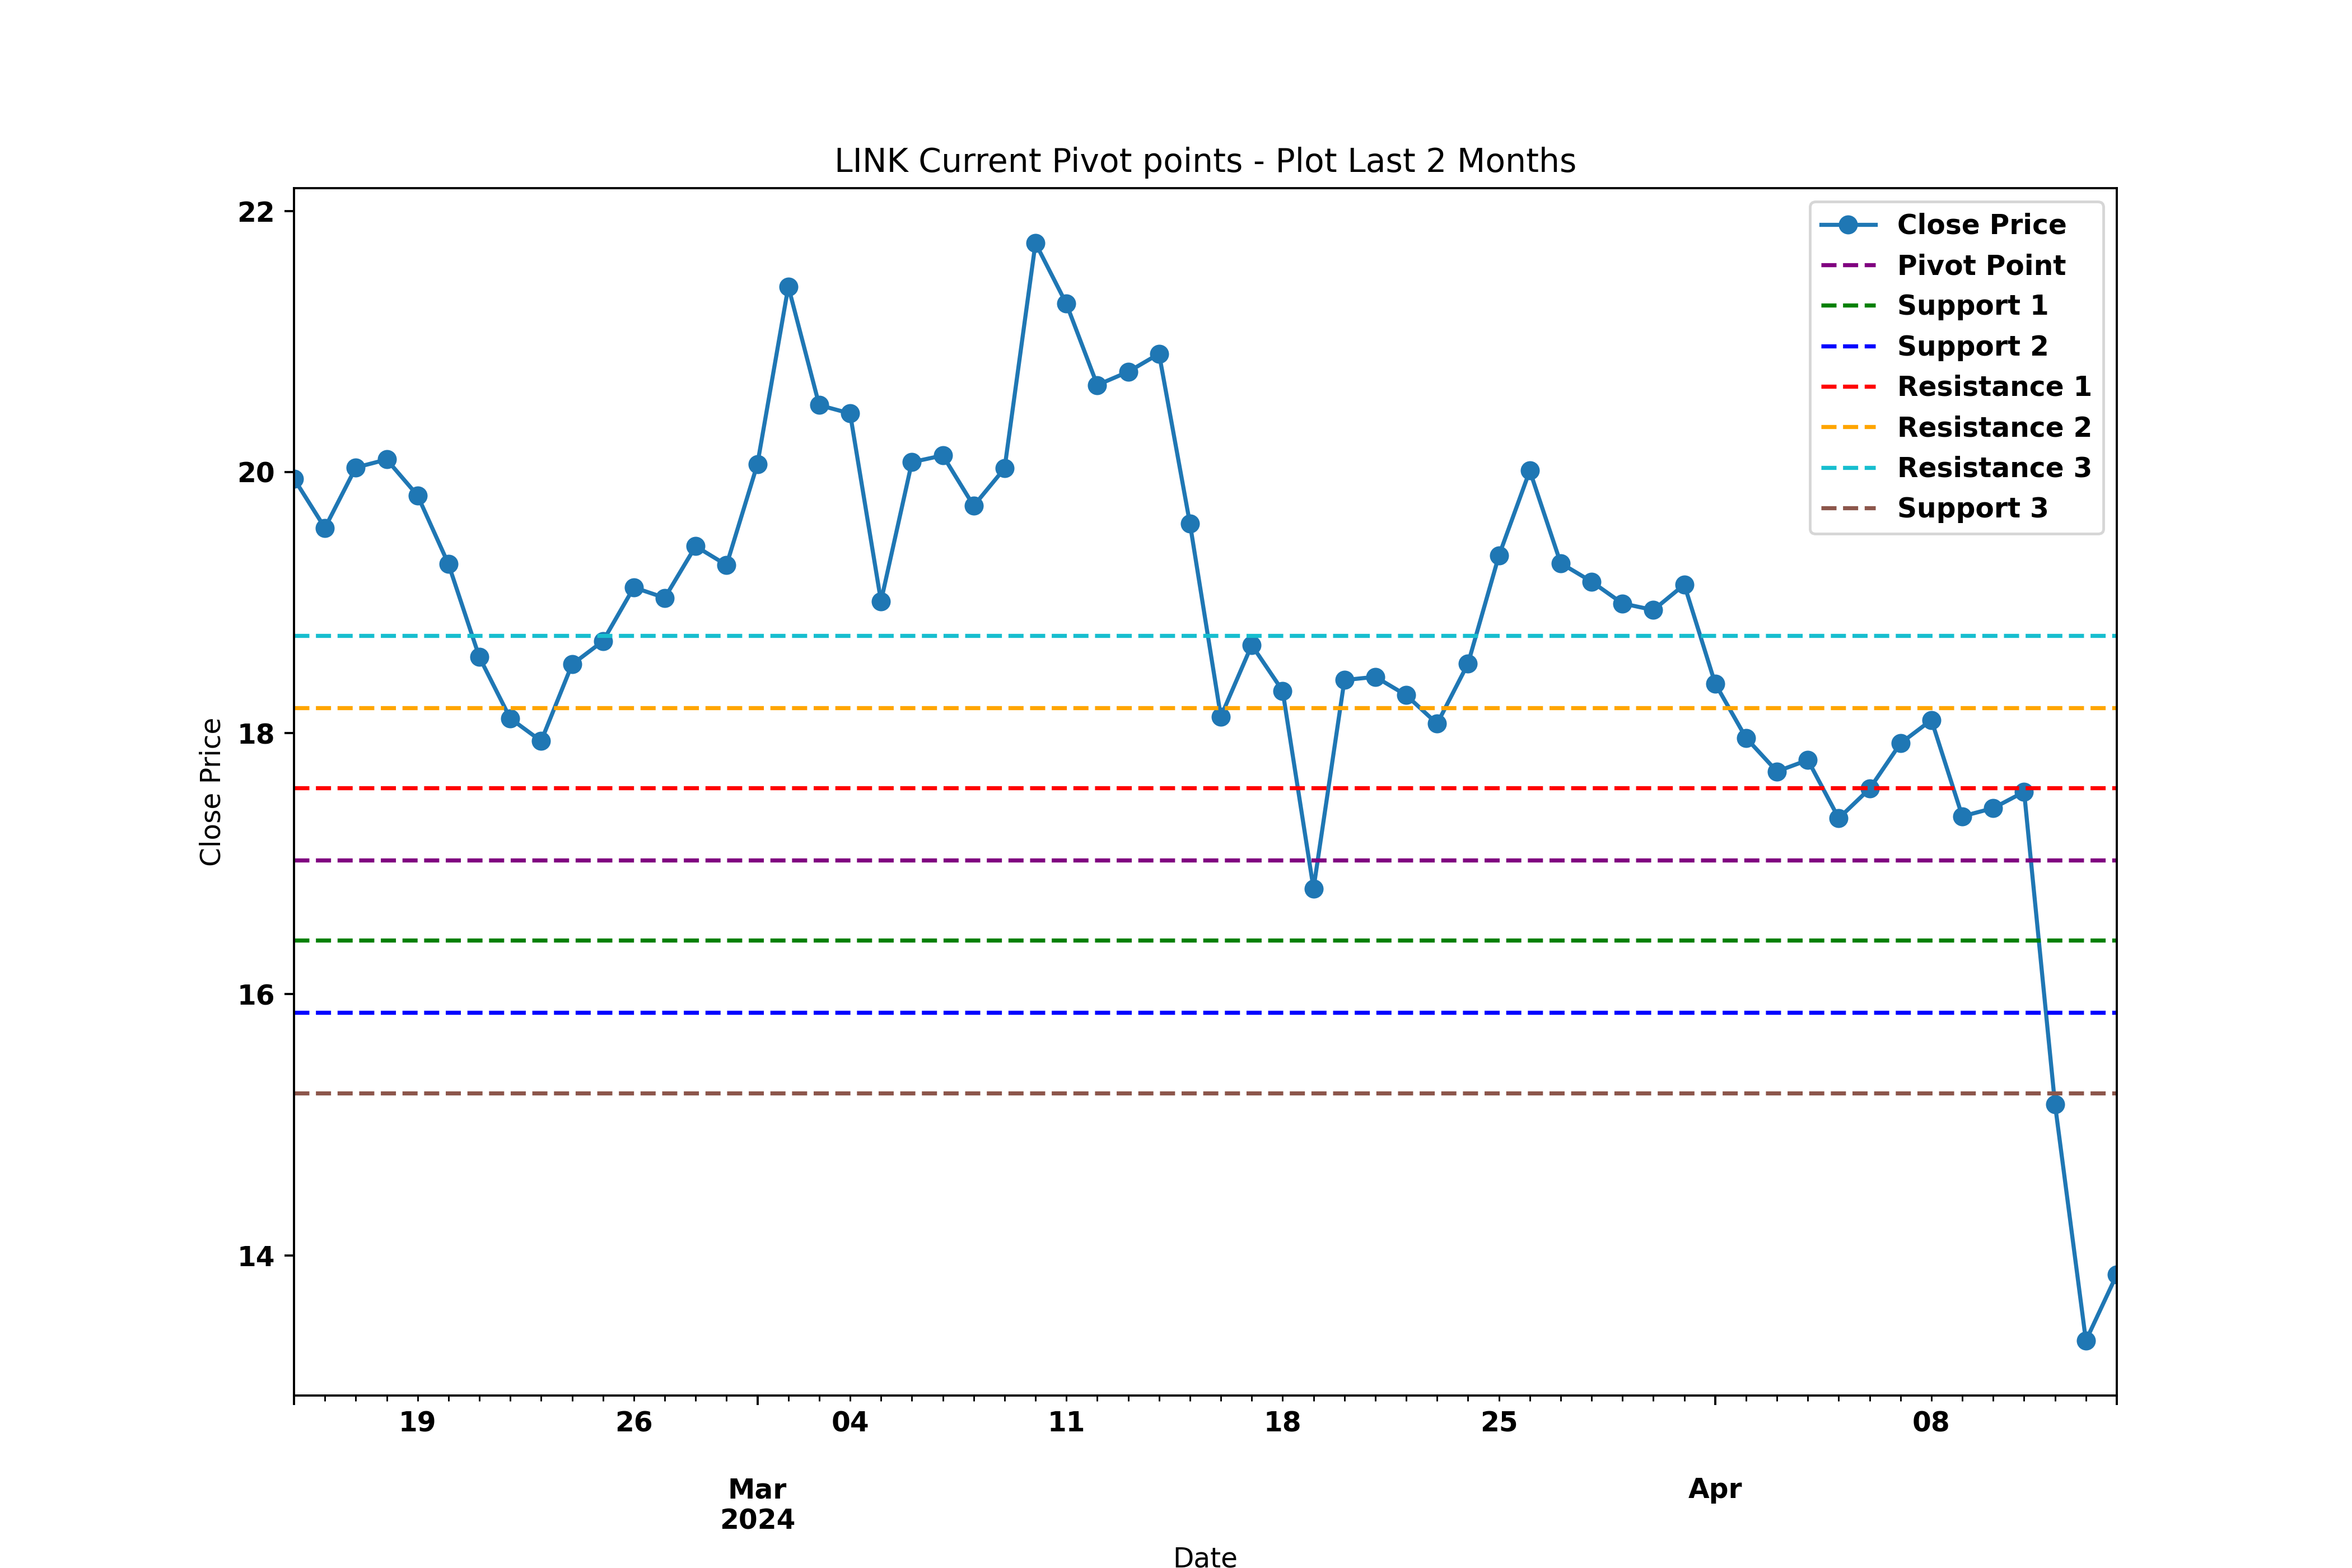 LINK Current Pivot points - Plot Last 2 Months
22
20
18
16
14
Close Price
Close Price
Pivot Point
Support 1
Support 2
Resistance 1
Resistance 2
Resistance 3
Support 3
19
26
04
11
18
25
08
Mar
2024
Apr
Date